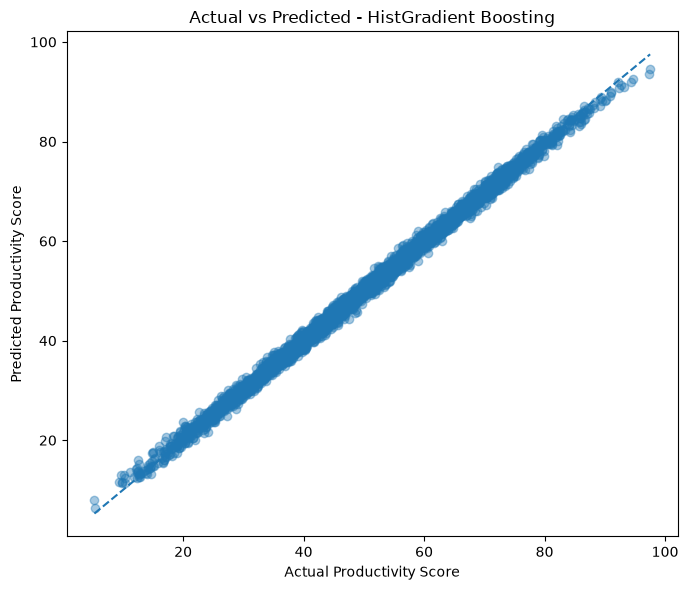 Actual vs Predicted - HistGradient Boosting
100
80
60
40
20
Predicted Productivity Score
20 40 60 80 100
Actual Productivity Score